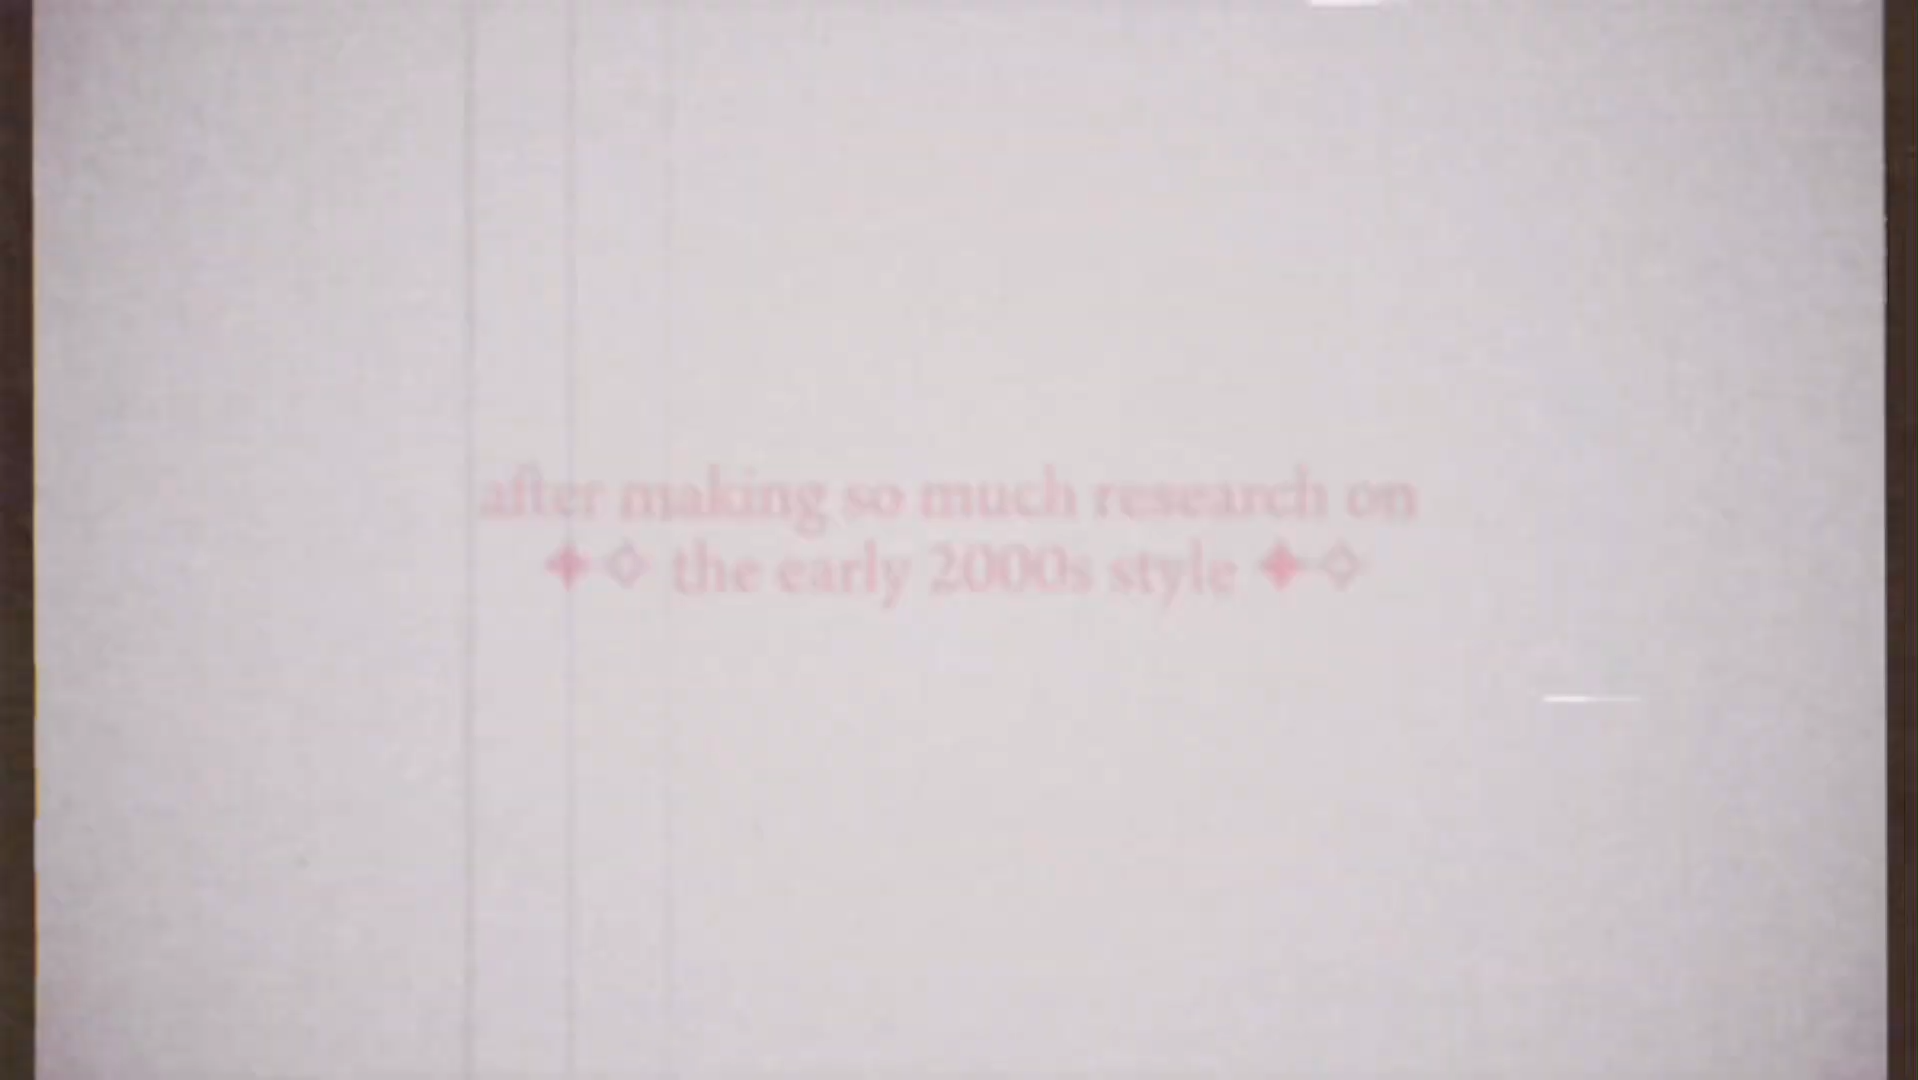 after making so much research on
the early 2000s style